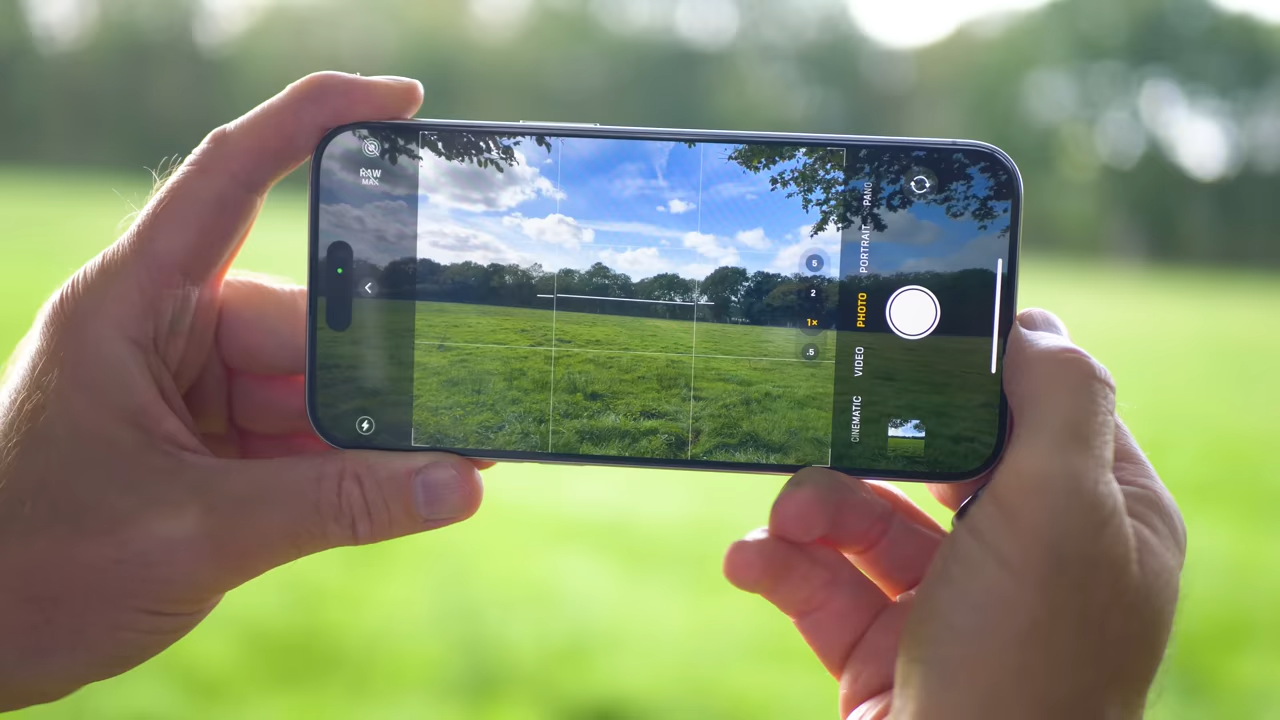 RAW
MAX
5
2
1×
.5
PANO
PORTRAIT
PHOTO
VIDEO
CINEMATIC